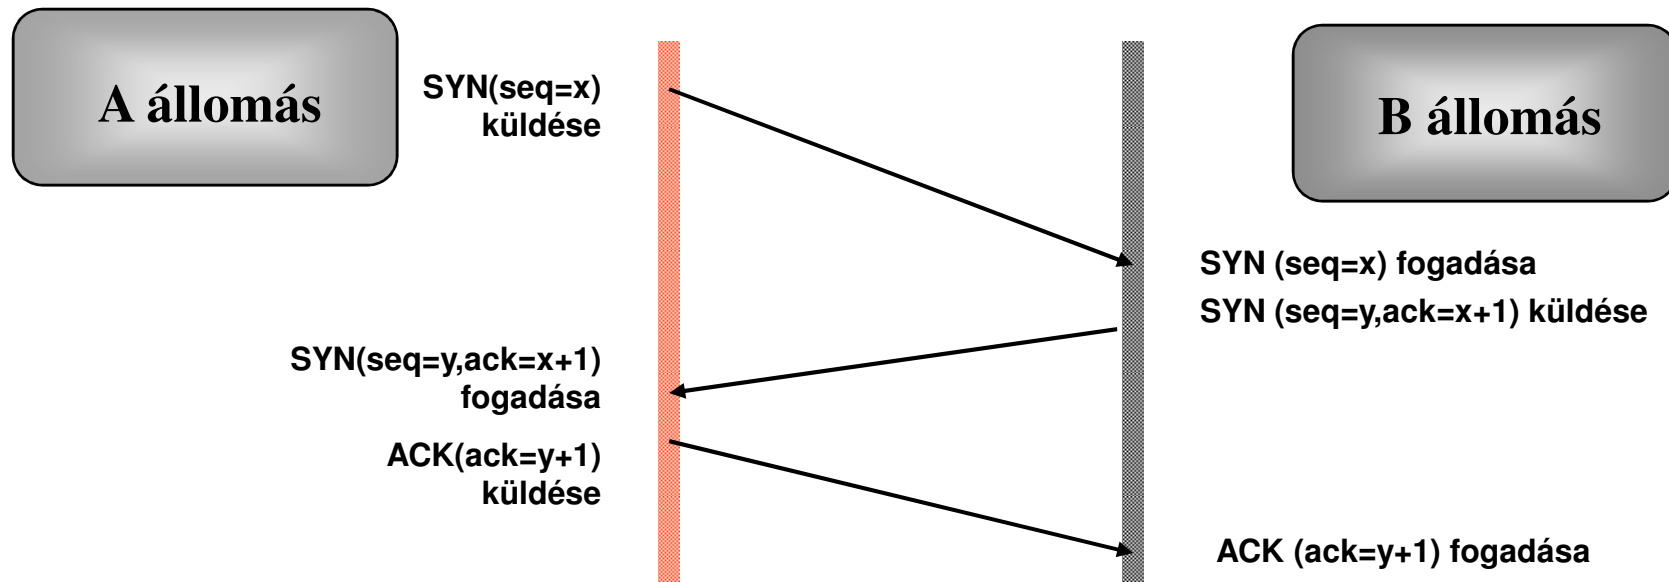 A állomás
SYN(seq=x)
küldése
B állomás
SYN (seq=x) fogadása
SYN (seq=y,ack=x+1) küldése
SYN(seq=y,ack=x+1)
fogadása
ACK(ack=y+1)
küldése
ACK (ack=y+1) fogadása